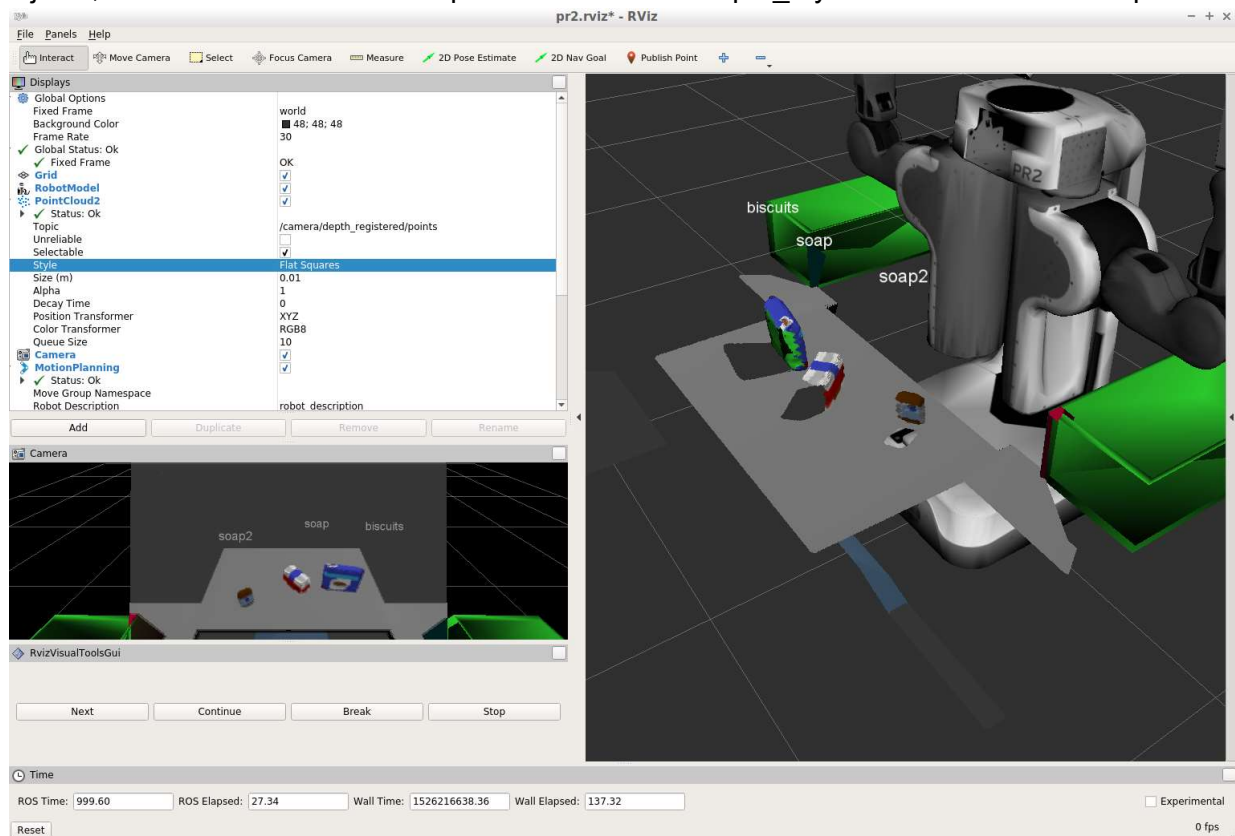 pr2.rviz* - RViz
File Panels Help
Interact Move Camera Select Focus Camera Measure 2D Pose Estimate 2D Nav Goal Publish Point
Displays
Global Options
Fixed Frame world
Background Color 48; 48; 48
Frame Rate 30
Global Status: Ok
Fixed Frame OK
Grid
RobotModel
PointCloud2
Status: Ok
Topic /camera/depth_registered/points
Unreliable
Selectable
Style Flat Squares
Size (m) 0.01
Alpha 1
Decay Time 0
Position Transformer XYZ
Color Transformer RGB8
Queue Size 10
Camera
MotionPlanning
Status: Ok
Move Group Namespace
Robot Description robot_description
Add Duplicate Remove Rename
Camera
soap2 soap biscuits
RvizVisualToolsGui
Next Continue Break Stop
PR2
biscuits
soap
soap2
Time
ROS Time: 999.60 ROS Elapsed: 27.34 Wall Time: 1526216638.36 Wall Elapsed: 137.32 Experimental
Reset 0 fps